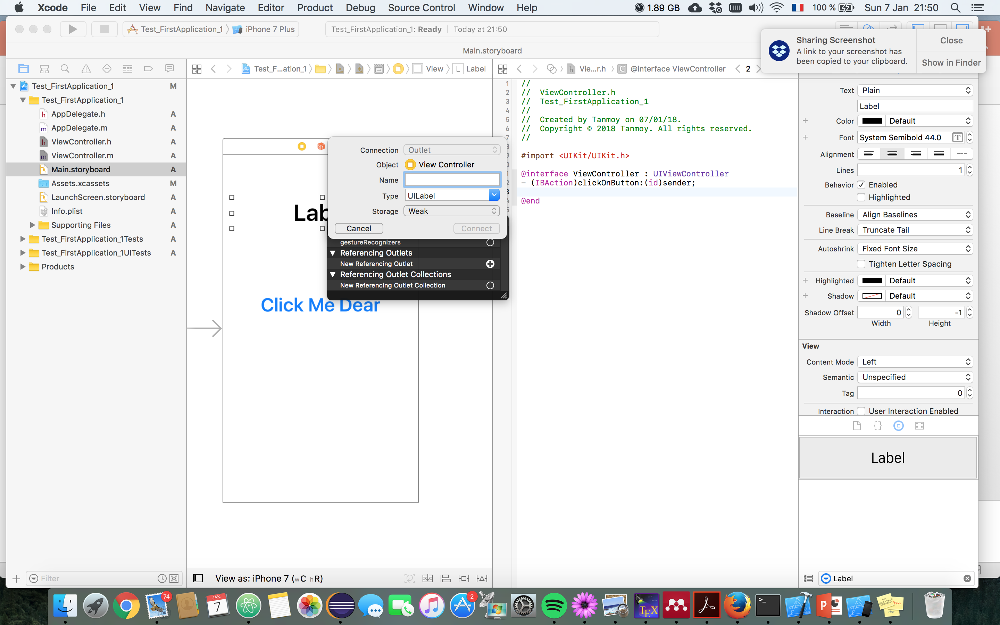 Xcode File Edit View Find Navigate Editor Product Debug Source Control Window Help 1.89 GB 100 % Sun 7 Jan 21:50
Test_FirstApplication_1 iPhone 7 Plus Test_FirstApplication_1: Ready | Today at 21:50
Sharing Screenshot
A link to your screenshot has
been copied to your clipboard.
Close
Show in Finder
Main.storyboard
Test_F...ation_1 View L Label
Vie...r.h C @interface ViewController 2
Test_FirstApplication_1 M
Test_FirstApplication_1
AppDelegate.h A
AppDelegate.m A
ViewController.h A
ViewController.m A
Main.storyboard A
Assets.xcassets M
LaunchScreen.storyboard A
Info.plist A
Supporting Files A
Test_FirstApplication_1Tests A
Test_FirstApplication_1UITests A
Products
Filter
Lab
Click Me Dear
Connection Outlet
Object View Controller
Name
Type UILabel
Storage Weak
Cancel Connect
gestureRecognizers
Referencing Outlets
New Referencing Outlet
Referencing Outlet Collections
New Referencing Outlet Collection
View as: iPhone 7 (wC hR)
1 //
2 // ViewController.h
3 // Test_FirstApplication_1
4 //
5 // Created by Tanmoy on 07/01/18.
6 // Copyright © 2018 Tanmoy. All rights reserved.
7 //
#import <UIKit/UIKit.h>
@interface ViewController : UIViewController
- (IBAction)clickOnButton:(id)sender;
@end
Text Plain
Label
Color Default
Font System Semibold 44.0 T
Alignment
Lines 1
Behavior Enabled
Highlighted
Baseline Align Baselines
Line Break Truncate Tail
Autoshrink Fixed Font Size
Tighten Letter Spacing
Highlighted Default
Shadow Default
Shadow Offset 0 -1
Width Height
View
Content Mode Left
Semantic Unspecified
Tag 0
Interaction User Interaction Enabled
Label
Label
74
JAN
7
2
TEX